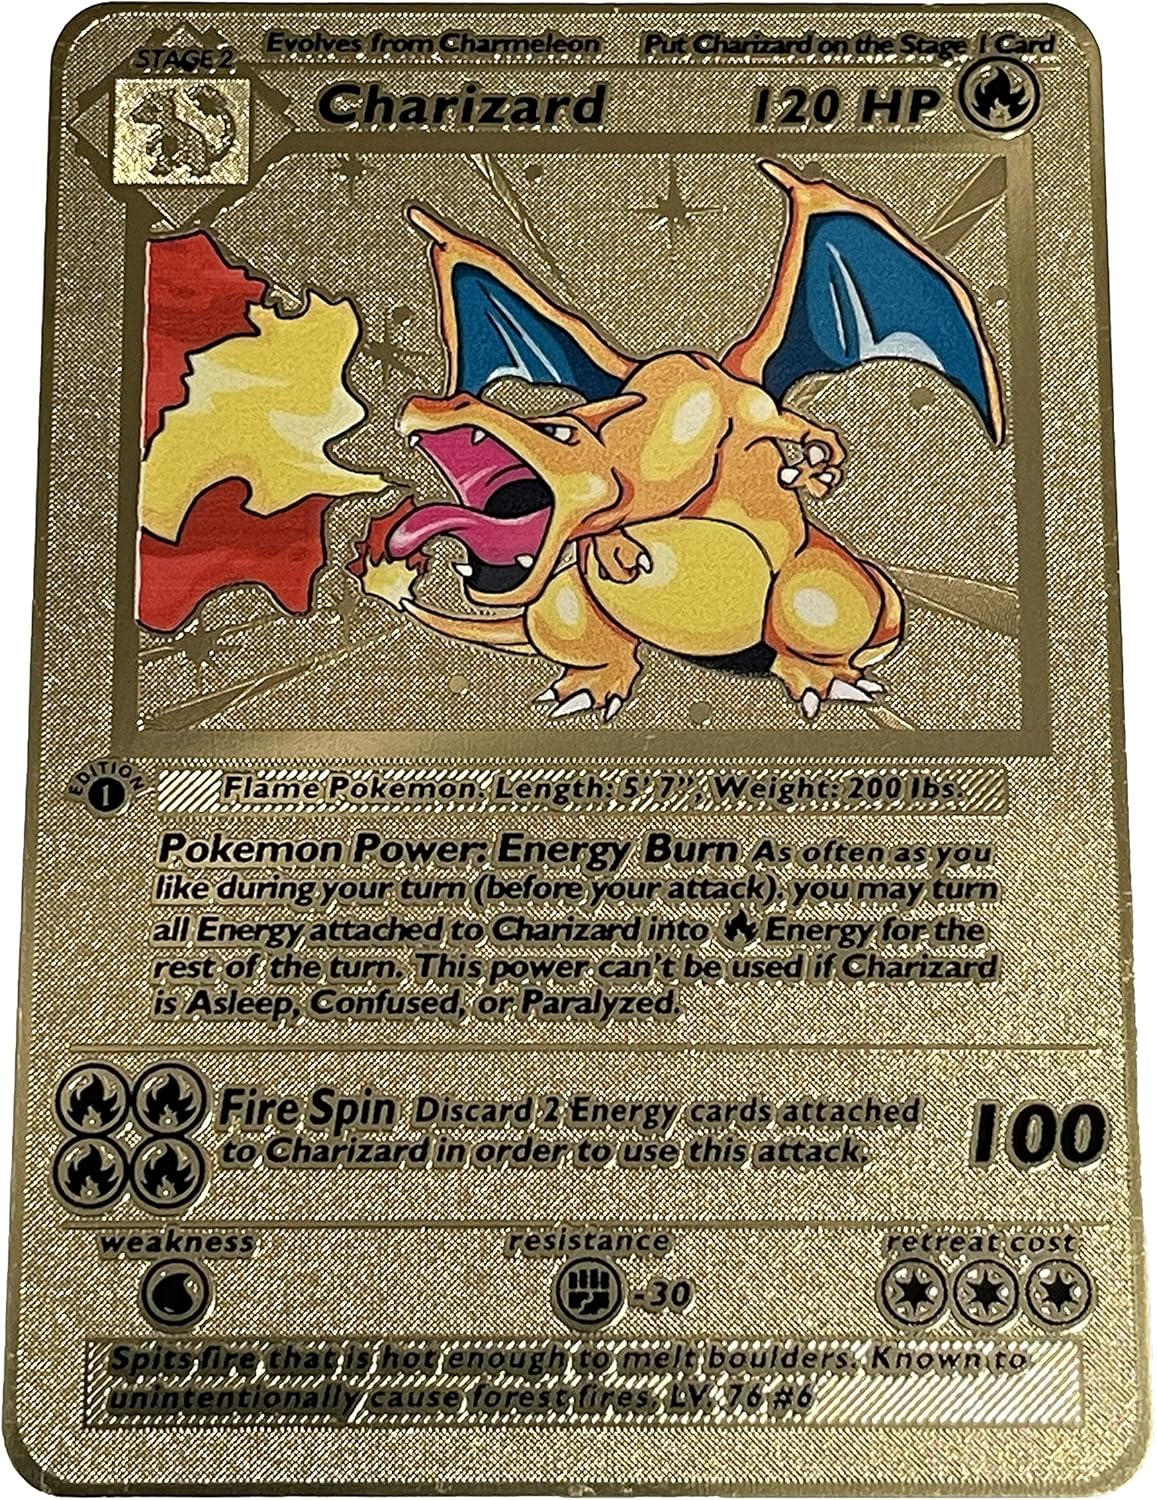 STAGE 2 Evolves from Charmeleon Put Charizard on the Stage 1 Card
Charizard 120 HP
EDITION
1
Flame Pokemon. Length: 5' 7", Weight: 200 lbs.
Pokemon Power: Energy Burn As often as you
like during your turn (before your attack), you may turn
all Energy attached to Charizard into Energy for the
rest of the turn. This power can't be used if Charizard
is Asleep, Confused, or Paralyzed.
Fire Spin Discard 2 Energy cards attached
to Charizard in order to use this attack.
100
weakness resistance retreat cost
-30
Spits fire that is hot enough to melt boulders. Known to
unintentionally cause forest fires. LV. 76 #6